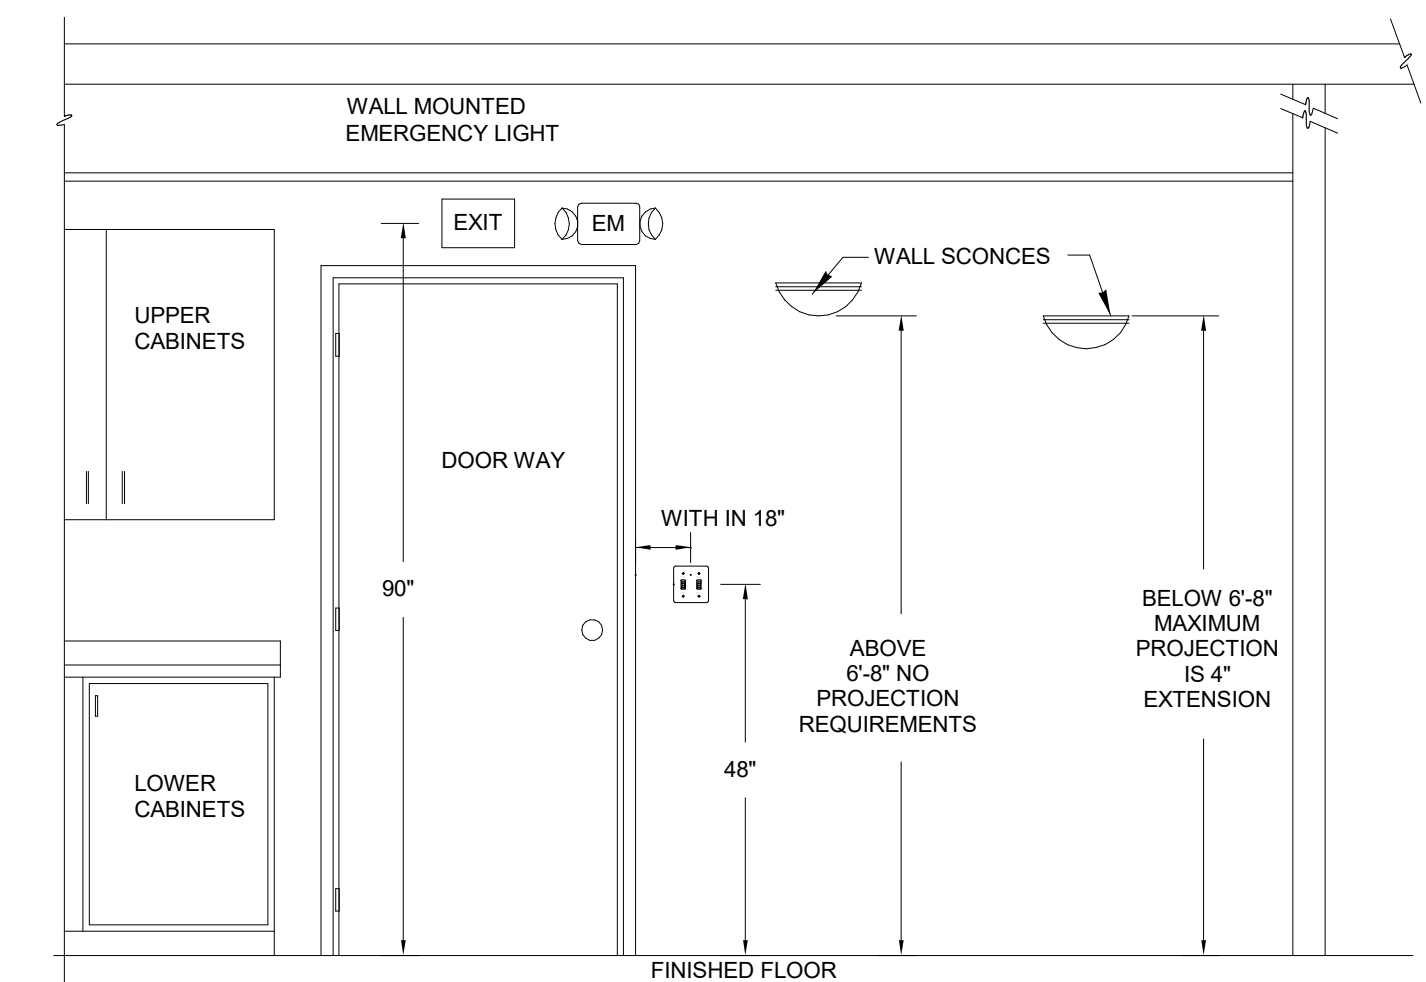 WALL MOUNTED
EMERGENCY LIGHT
EXIT
EM
WALL SCONCES
UPPER
CABINETS
DOOR WAY
WITH IN 18"
90"
BELOW 6'-8"
MAXIMUM
PROJECTION
IS 4"
EXTENSION
ABOVE
6'-8" NO
PROJECTION
REQUIREMENTS
48"
LOWER
CABINETS
FINISHED FLOOR